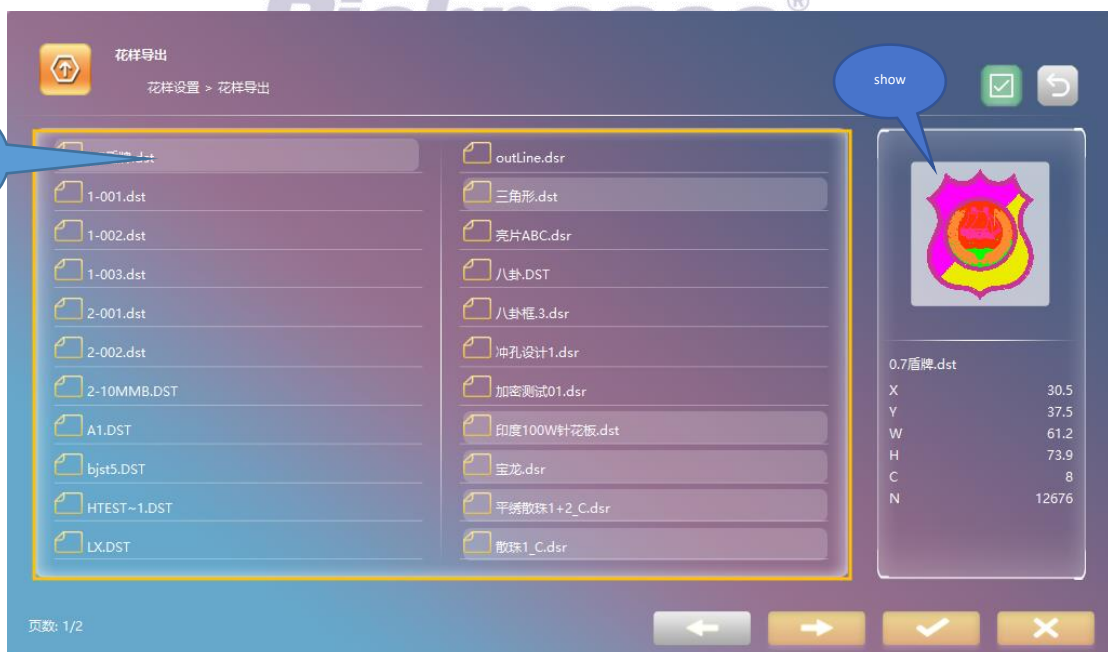 花样导出
花样设置 > 花样导出
show
盾牌.dst
1-001.dst
1-002.dst
1-003.dst
2-001.dst
2-002.dst
2-10MMB.DST
A1.DST
bjst5.DST
HTEST~1.DST
LX.DST
outLine.dsr
三角形.dst
亮片ABC.dsr
八卦.DST
八卦框.3.dsr
冲孔设计1.dsr
加密测试01.dsr
印度100W针花板.dst
宝龙.dsr
平绣散珠1+2_C.dsr
散珠1_C.dsr
0.7盾牌.dst
X 30.5
Y 37.5
W 61.2
H 73.9
C 8
N 12676
页数: 1/2